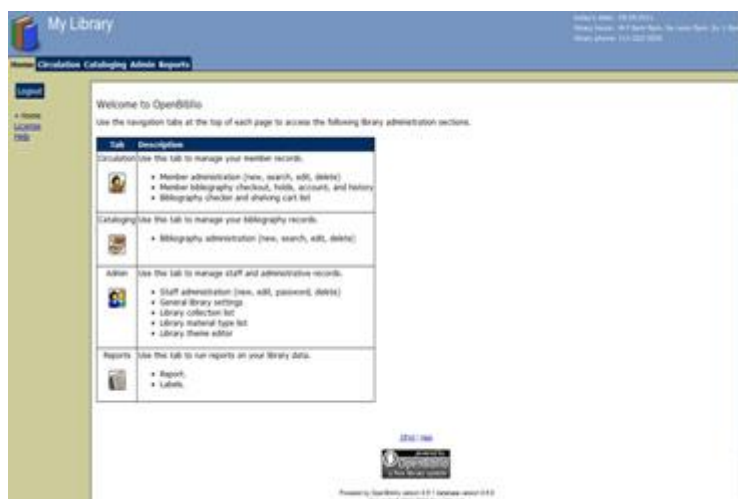 My Library
Home Circulation Cataloging Admin Reports
Logout
Home
License
Help
Welcome to OpenBiblio
Use the navigation tabs at the top of each page to access the following library administration sections.
Tab Description
Circulation Use this tab to manage your member records.
Member administration (new, search, edit, delete)
Member bibliography checkout, holds, account, and history
Bibliography checkin and shelving cart list
Cataloging Use this tab to manage your bibliography records.
Bibliography administration (new, search, edit, delete)
Admin Use this tab to manage staff and administrative records.
Staff administration (new, edit, password, delete)
General library settings
Library collection list
Library material type list
Library theme editor
Reports Use this tab to run reports on your library data.
Report.
Labels.
powered by
OpenBiblio
a free library system